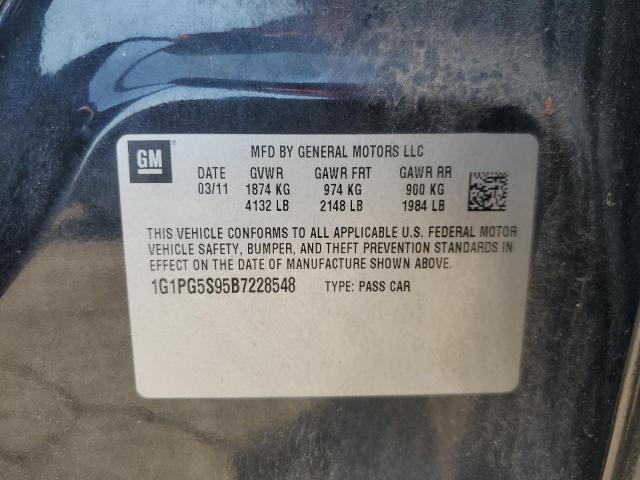 GM
MFD BY GENERAL MOTORS LLC
DATE GVWR GAWR FRT GAWR RR
03/11 1874 KG 974 KG 900 KG
4132 LB 2148 LB 1984 LB
THIS VEHICLE CONFORMS TO ALL APPLICABLE U.S. FEDERAL MOTOR
VEHICLE SAFETY, BUMPER, AND THEFT PREVENTION STANDARDS IN
EFFECT ON THE DATE OF MANUFACTURE SHOWN ABOVE.
1G1PG5S95B7228548 TYPE: PASS CAR